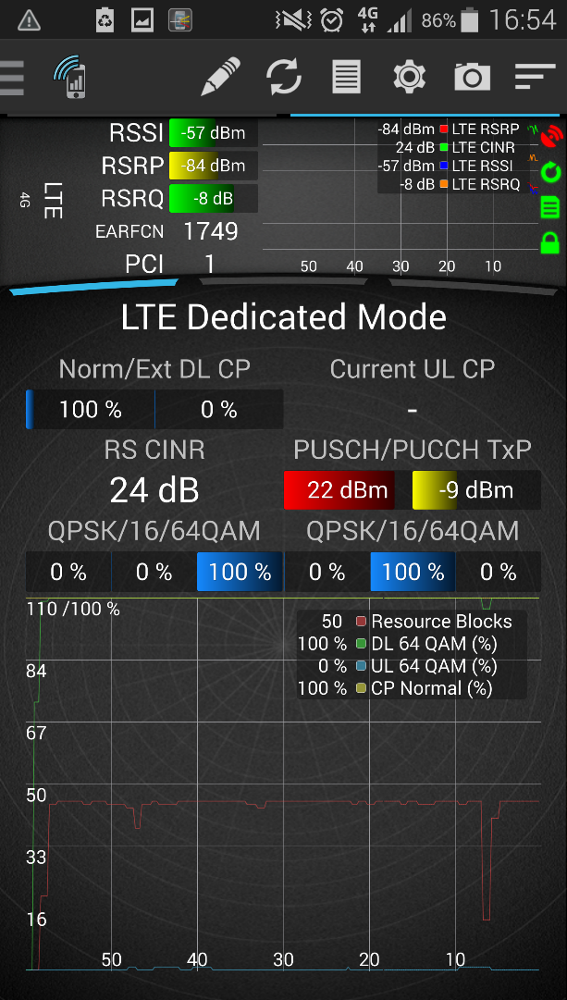 4G 86% 16:54
RSSI -57 dBm
RSRP -84 dBm
RSRQ -8 dB
4G LTE
EARFCN 1749
PCI 1
-84 dBm LTE RSRP
24 dB LTE CINR
-57 dBm LTE RSSI
-8 dB LTE RSRQ
50 40 30 20 10
LTE Dedicated Mode
Norm/Ext DL CP Current UL CP
100 % 0 % -
RS CINR PUSCH/PUCCH TxP
24 dB 22 dBm -9 dBm
QPSK/16/64QAM QPSK/16/64QAM
0 % 0 % 100 % 0 % 100 % 0 %
110 /100 %
50 Resource Blocks
100 % DL 64 QAM (%)
0 % UL 64 QAM (%)
100 % CP Normal (%)
84
67
50
33
16
50 40 30 20 10